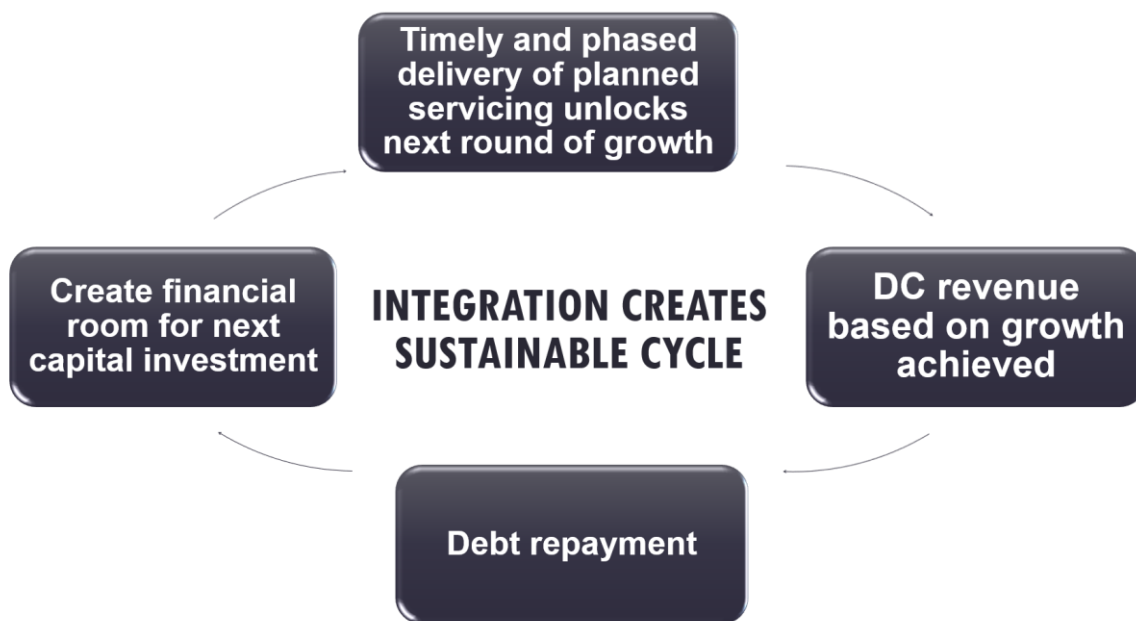 Timely and phased
delivery of planned
servicing unlocks
next round of growth
Create financial
room for next
capital investment
INTEGRATION CREATES
SUSTAINABLE CYCLE
DC revenue
based on growth
achieved
Debt repayment